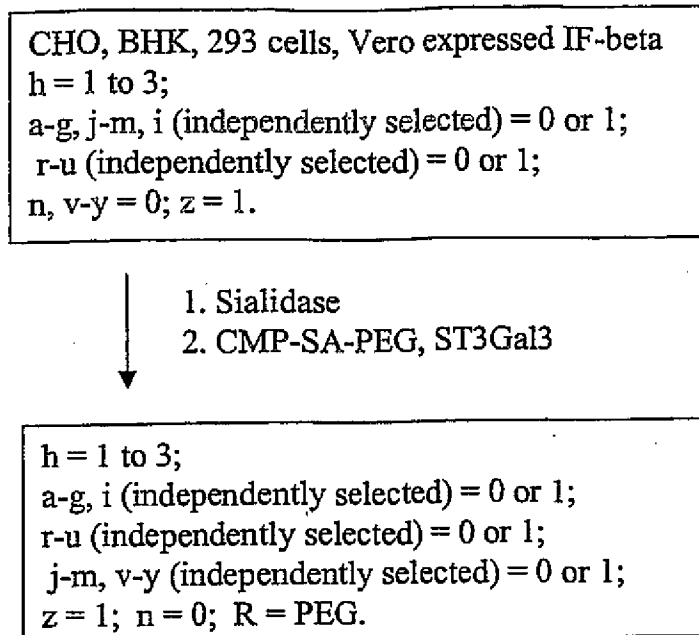 CHO, BHK, 293 cells, Vero expressed IF-beta
h = 1 to 3;
a-g, j-m, i (independently selected) = 0 or 1;
r-u (independently selected) = 0 or 1;
n, v-y = 0; z = 1.
1. Sialidase
2. CMP-SA-PEG, ST3Gal3
h = 1 to 3;
a-g, i (independently selected) = 0 or 1;
r-u (independently selected) = 0 or 1;
j-m, v-y (independently selected) = 0 or 1;
z = 1; n = 0; R = PEG.